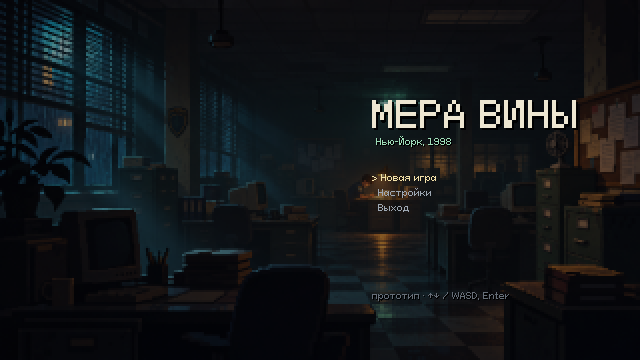 МЕРА ВИНЫ
Нью-Йорк, 1998
> Новая игра
Настройки
Выход
прототип · ↑↓ / WASD, Enter